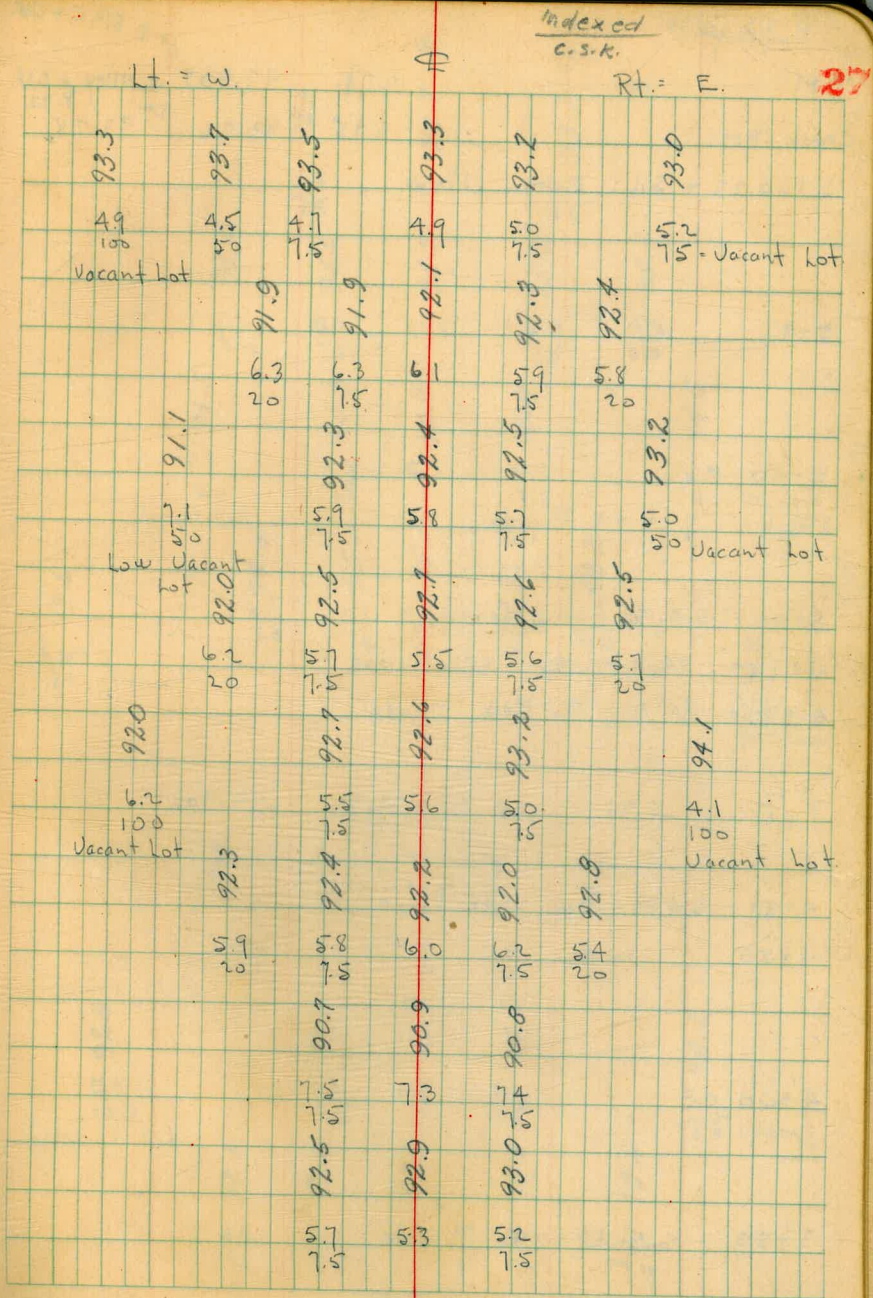 Indexed
C.S.K.
Lt. = W.
Rt. = E.
27
93.3 93.7 93.5 93.3 93.2 93.0
4.9 4.5 4.7 4.9 5.0 5.2
100 50 7.5 7.5 75 - Vacant Lot
Vacant Lot
91.9 91.9 92.1 92.3 92.4
6.3 6.3 6.1 5.9 5.8
20 7.5 7.5 20
91.1 92.3 92.4 92.5 93.2
7.1 5.9 5.8 5.7 5.0
50 7.5 7.5 50 Vacant Lot
Low Vacant
Lot
92.0 92.5 92.7 92.6 92.5
6.2 5.7 5.5 5.6 5.7
20 7.5 7.5 20
92.0 92.7 92.6 93.2 94.1
6.2 5.5 5.6 5.0 4.1
100 7.5 7.5 100
Vacant Lot Vacant Lot
92.3 92.4 92.2 92.0 92.8
5.9 5.8 6.0 6.2 5.4
20 7.5 7.5 20
90.7 90.9 90.8
7.5 7.3 7.4
7.5 7.5
92.5 92.9 93.0
5.7 5.3 5.2
7.5 7.5